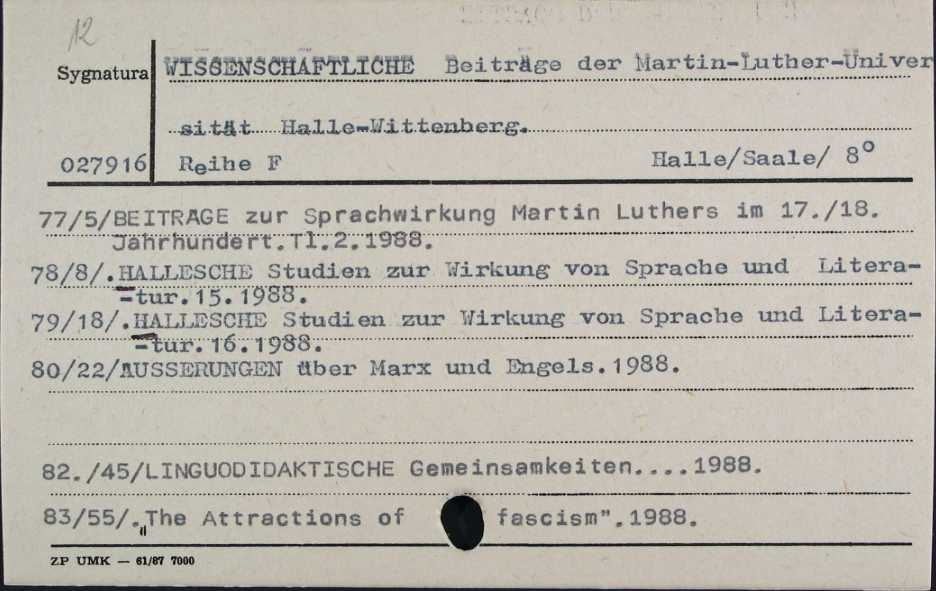 12
Sygnatura
WISSENSCHAFTLICHE Beiträge der Martin-Luther-Univer
sität Halle-Wittenberg.
027916 Reihe F Halle/Saale/ 8°
77/5/BEITRAGE zur Sprachwirkung Martin Luthers im 17./18.
Jahrhundert.Tl.2.1988.
78/8/.HALLESCHE Studien zur Wirkung von Sprache und Litera-
-tur.15.1988.
79/18/.HALLESCHE Studien zur Wirkung von Sprache und Litera-
-tur.16.1988.
80/22/AUSSERUNGEN über Marx und Engels.1988.
82./45/LINGUODIDAKTISCHE Gemeinsamkeiten....1988.
83/55/.„The Attractions of fascism".1988.
ZP UMK — 61/87 7000